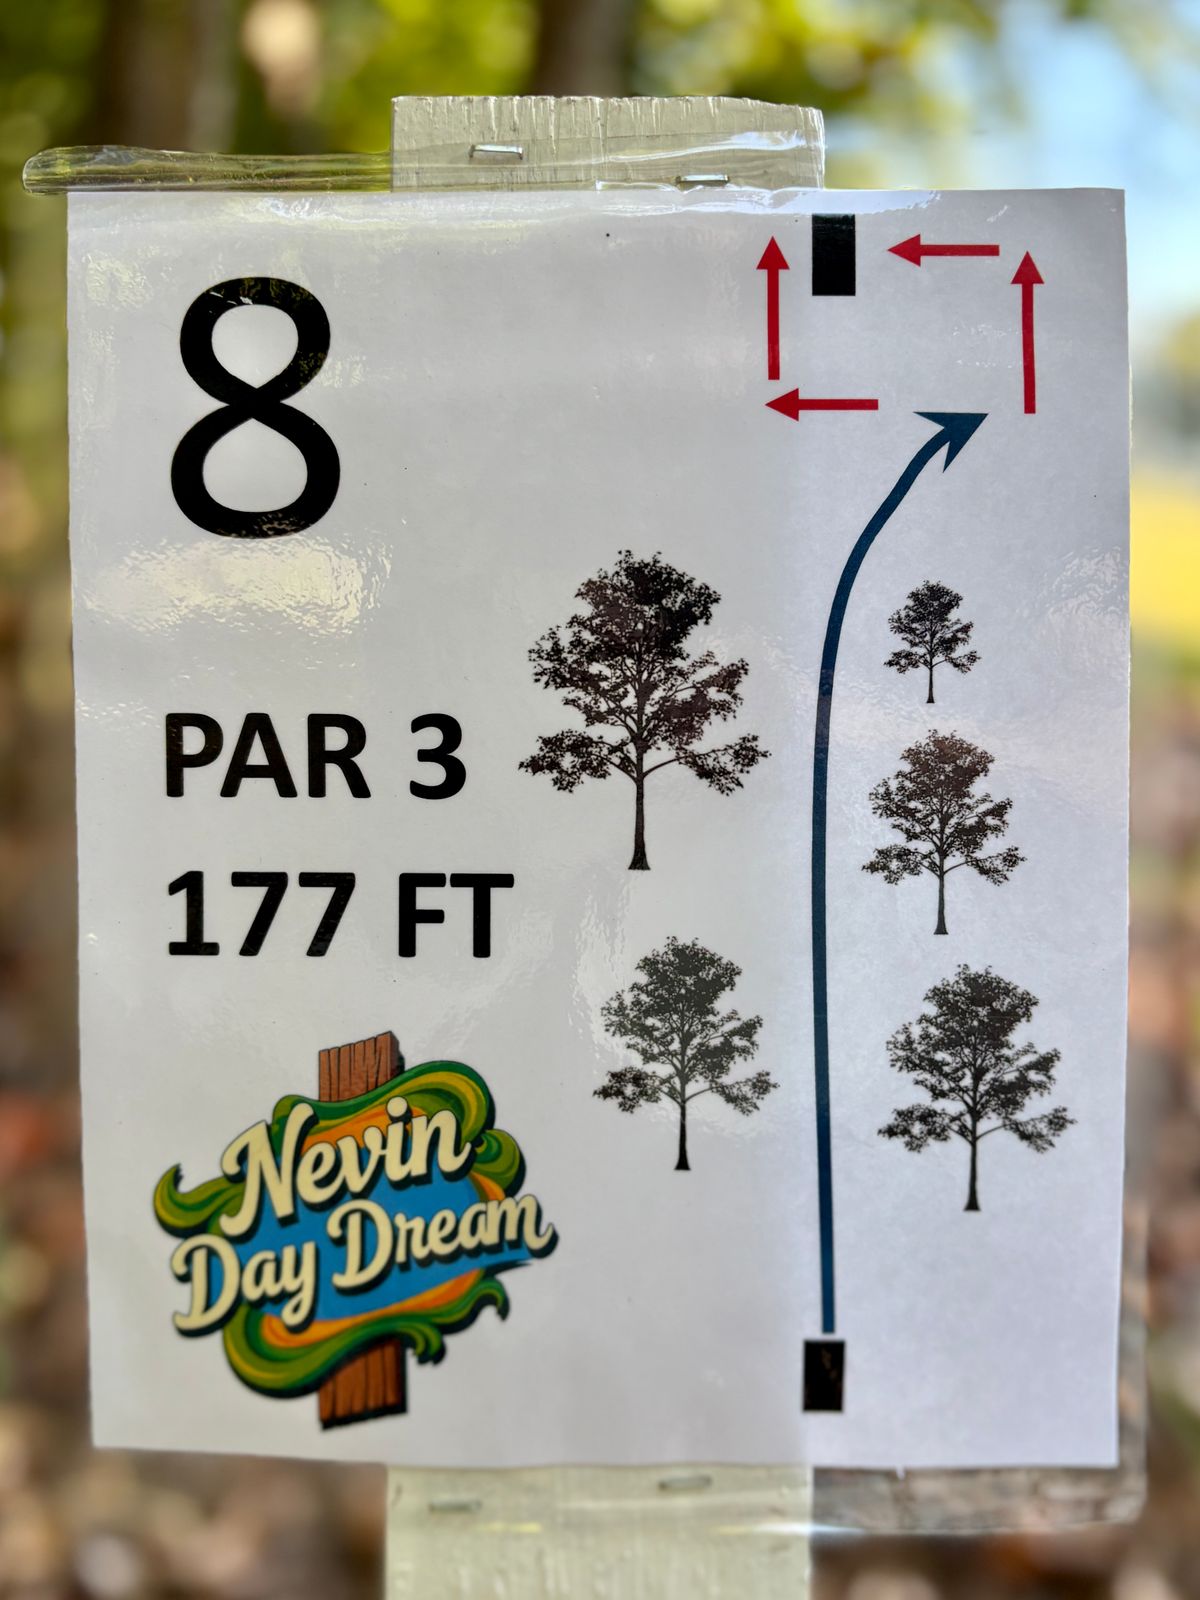 8
PAR 3
177 FT
Nevin
Day Dream